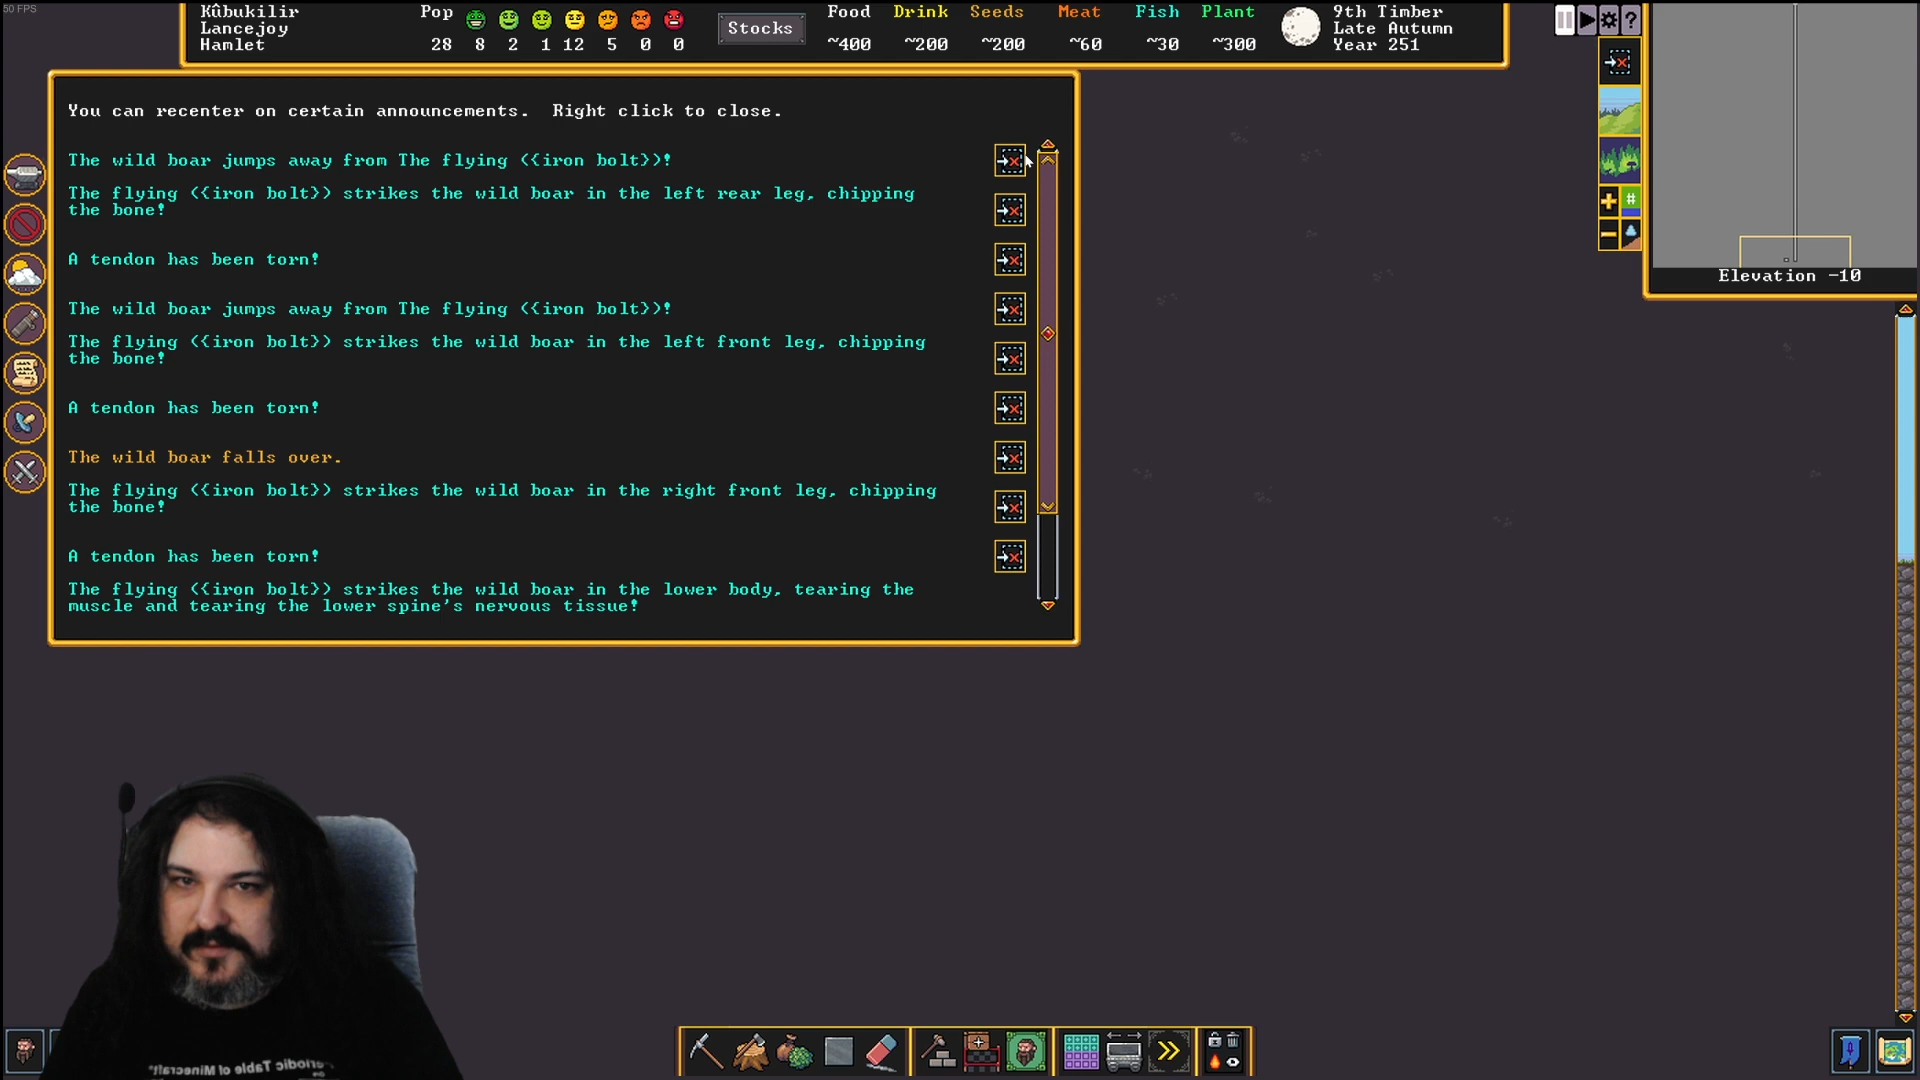 50 FPS
Kûbukilir
Lancejoy
Hamlet
Pop
28 8 2 1 12 5 0 0
Stocks
Food Drink Seeds Meat Fish Plant
~400 ~200 ~200 ~60 ~30 ~300
9th Timber
Late Autumn
Year 251
?
#
Elevation -10
You can recenter on certain announcements. Right click to close.
The wild boar jumps away from The flying ({iron bolt})!
The flying ({iron bolt}) strikes the wild boar in the left rear leg, chipping
the bone!
A tendon has been torn!
The wild boar jumps away from The flying ({iron bolt})!
The flying ({iron bolt}) strikes the wild boar in the left front leg, chipping
the bone!
A tendon has been torn!
The wild boar falls over.
The flying ({iron bolt}) strikes the wild boar in the right front leg, chipping
the bone!
A tendon has been torn!
The flying ({iron bolt}) strikes the wild boar in the lower body, tearing the
muscle and tearing the lower spine's nervous tissue!
"Periodic Table of Minecraft"